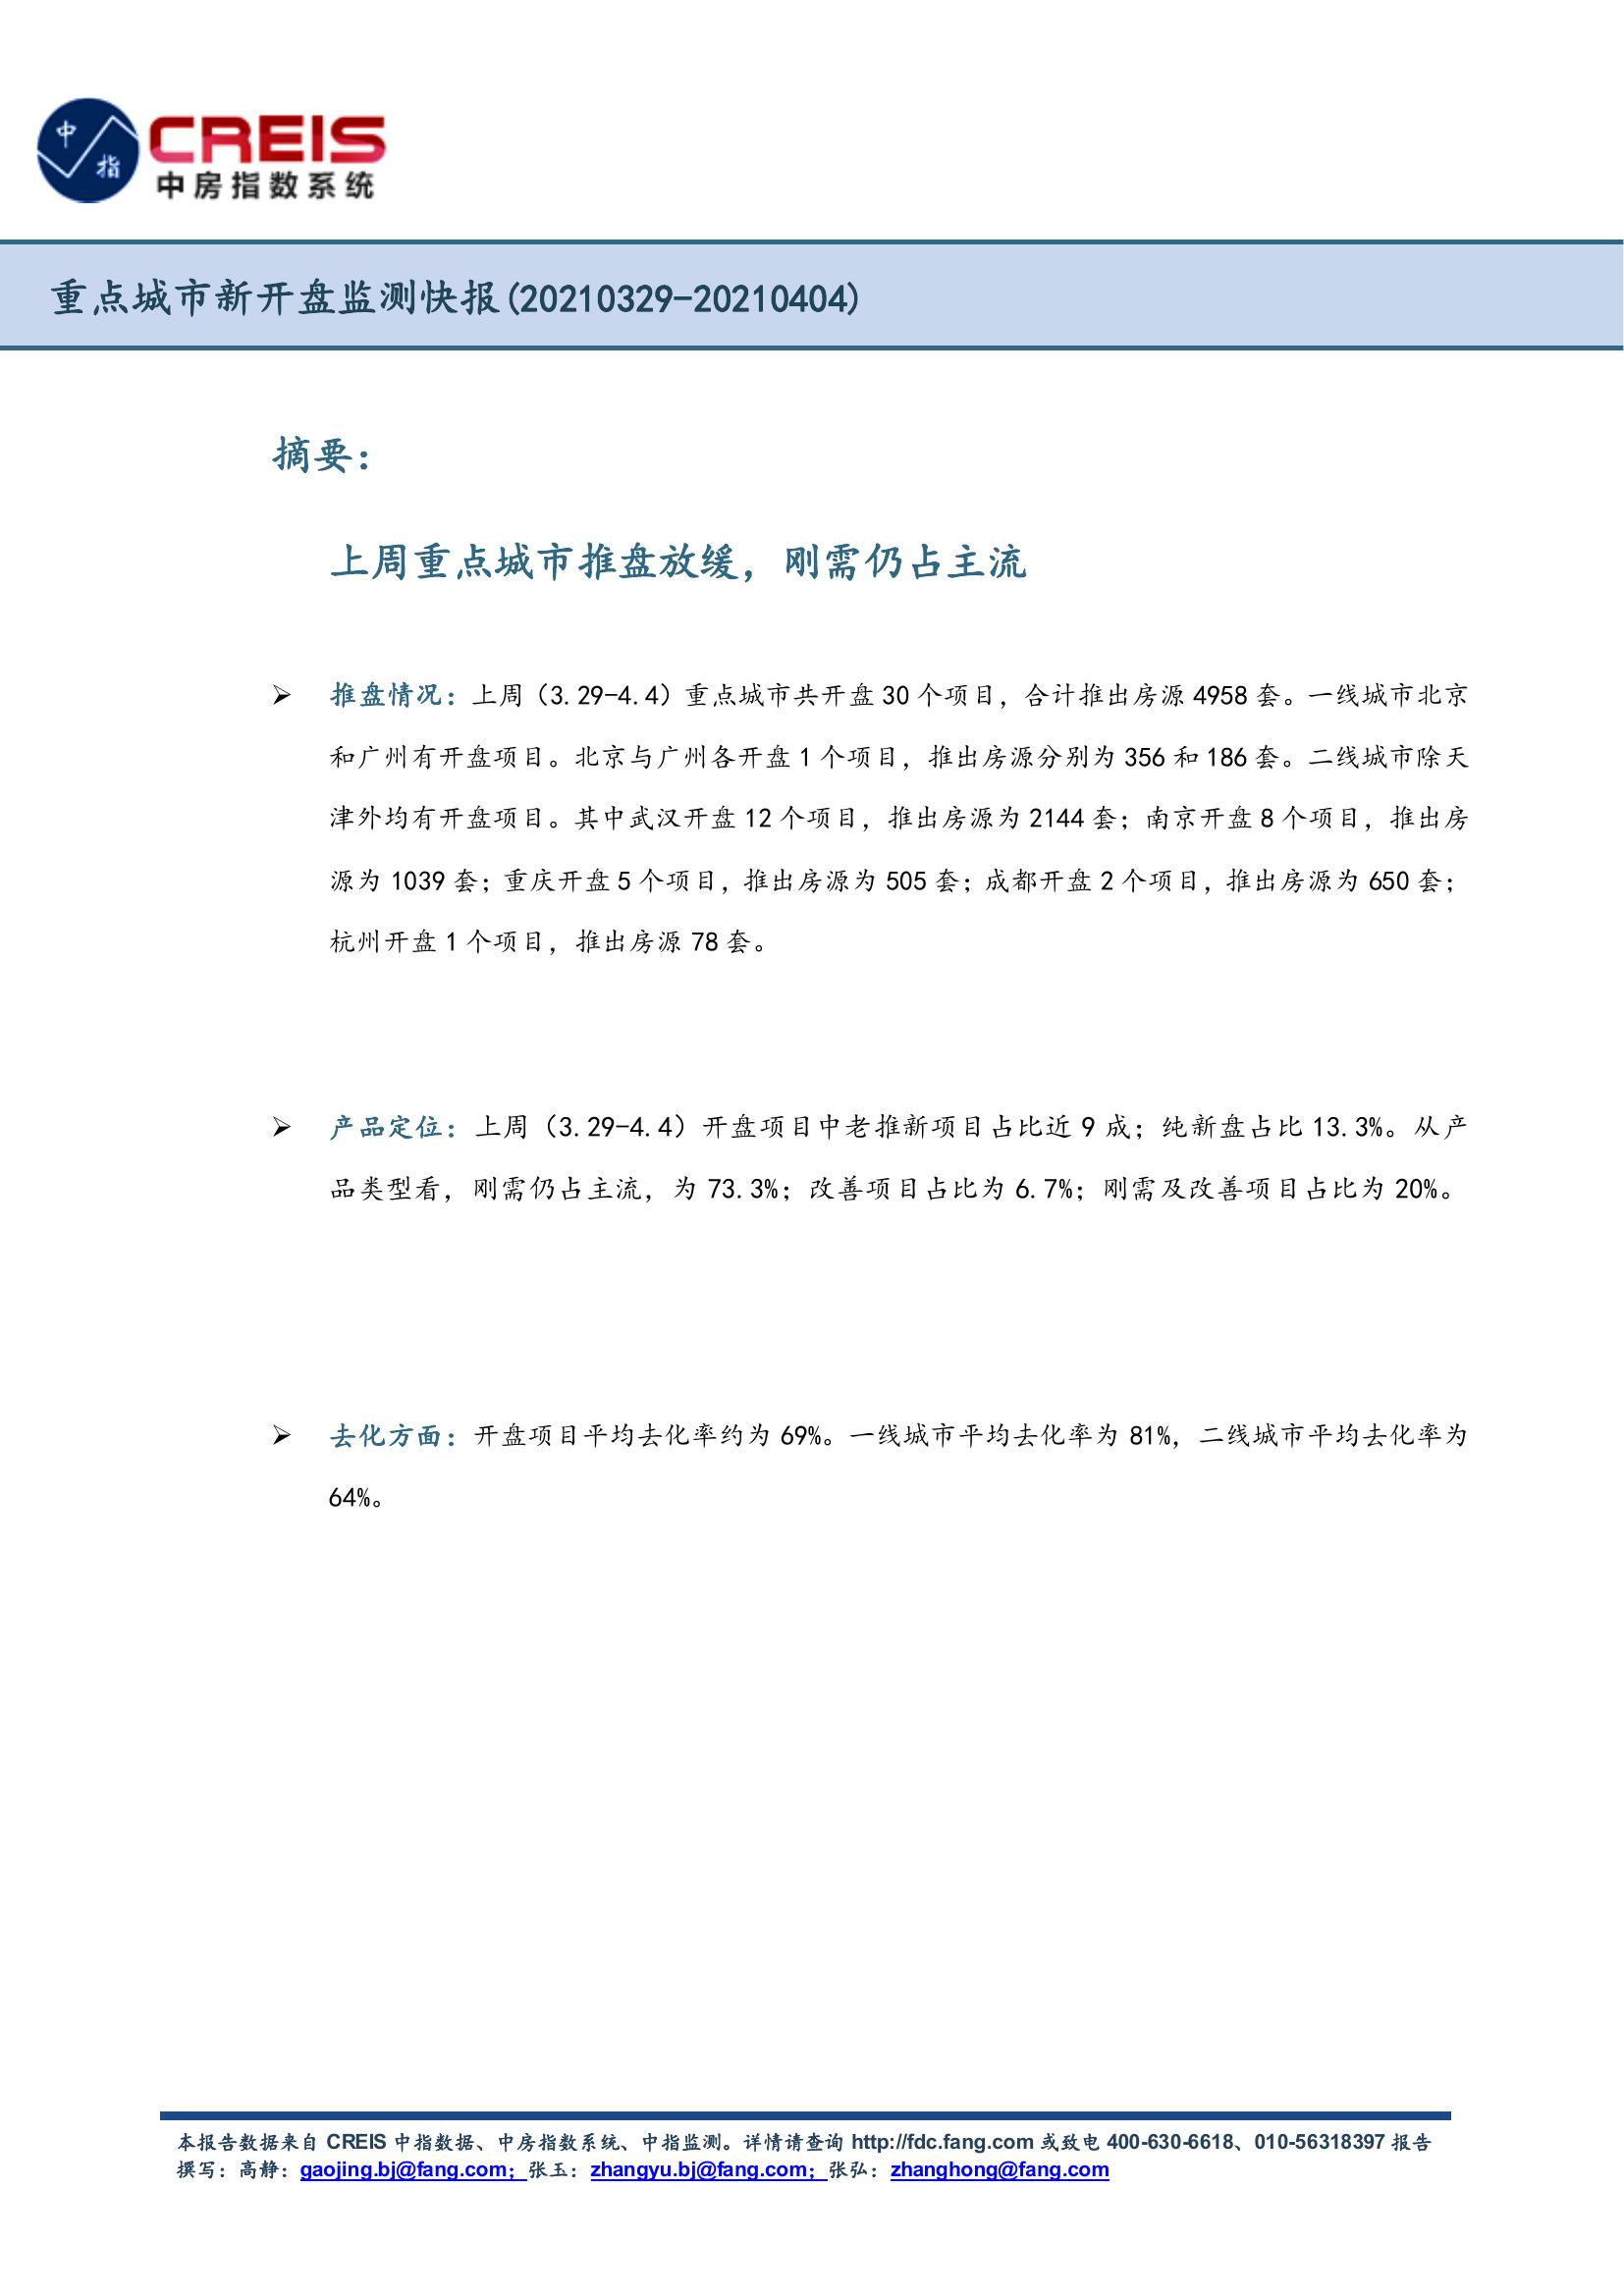 中
指
CREIS
中房指数系统
重点城市新开盘监测快报(20210329-20210404)
摘要：
上周重点城市推盘放缓，刚需仍占主流
➢ 推盘情况：上周（3.29-4.4）重点城市共开盘 30 个项目，合计推出房源 4958 套。一线城市北京
和广州有开盘项目。北京与广州各开盘 1 个项目，推出房源分别为 356 和 186 套。二线城市除天
津外均有开盘项目。其中武汉开盘 12 个项目，推出房源为 2144 套；南京开盘 8 个项目，推出房
源为 1039 套；重庆开盘 5 个项目，推出房源为 505 套；成都开盘 2 个项目，推出房源为 650 套；
杭州开盘 1 个项目，推出房源 78 套。
➢ 产品定位：上周（3.29-4.4）开盘项目中老推新项目占比近 9 成；纯新盘占比 13.3%。从产
品类型看，刚需仍占主流，为 73.3%；改善项目占比为 6.7%；刚需及改善项目占比为 20%。
➢ 去化方面：开盘项目平均去化率约为 69%。一线城市平均去化率为 81%，二线城市平均去化率为
64%。
本报告数据来自 CREIS 中指数据、中房指数系统、中指监测。详情请查询 http://fdc.fang.com 或致电 400-630-6618、010-56318397 报告
撰写：高静：gaojing.bj@fang.com；张玉：zhangyu.bj@fang.com；张弘：zhanghong@fang.com